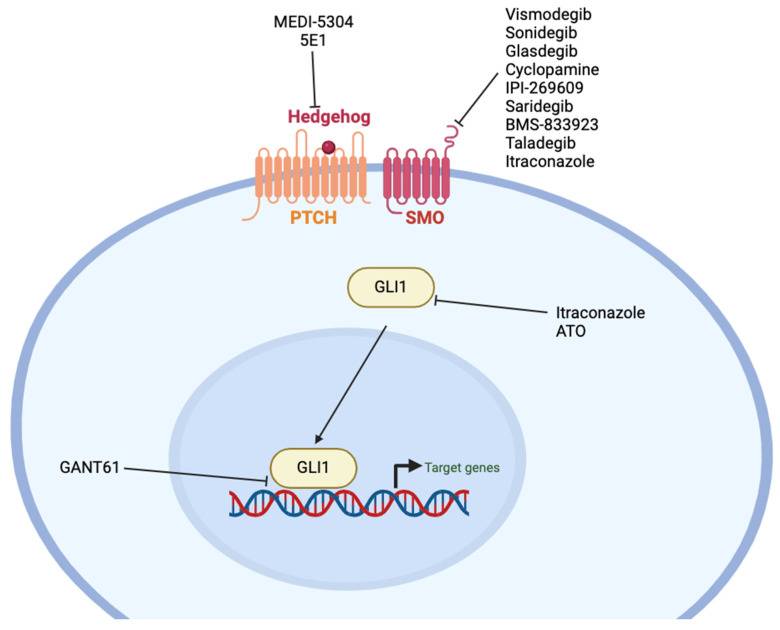 MEDI-5304
5E1
Vismodegib
Sonidegib
Glasdegib
Cyclopamine
IPI-269609
Saridegib
BMS-833923
Taladegib
Itraconazole
Hedgehog
PTCH
SMO
GLI1
Itraconazole
ATO
GANT61
GLI1
Target genes